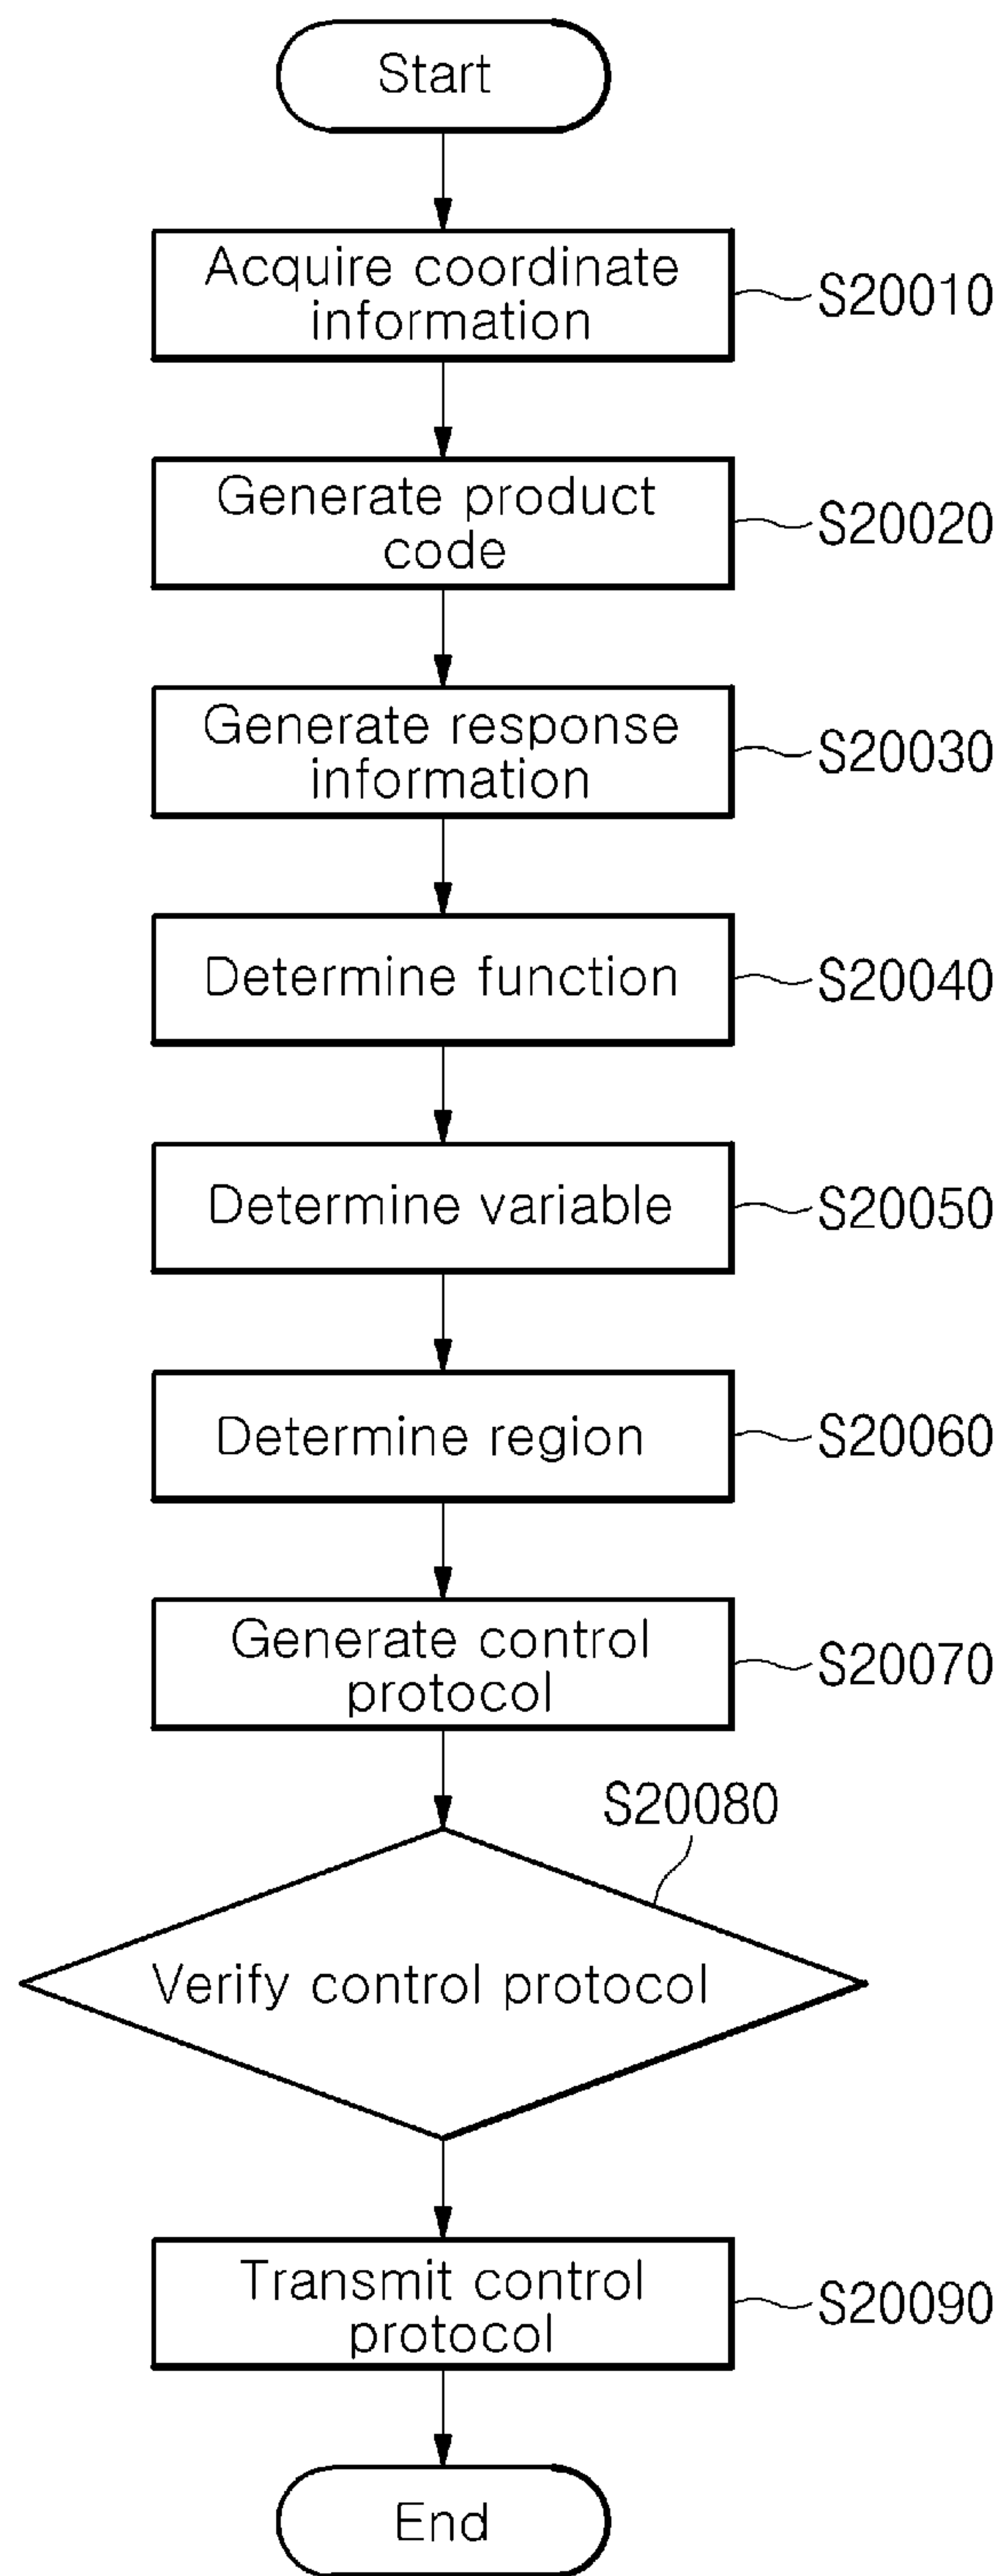 Start
Acquire coordinate
information
S20010
Generate product
code
S20020
Generate response
information
S20030
Determine function
S20040
Determine variable
S20050
Determine region
S20060
Generate control
protocol
S20070
S20080
Verify control protocol
Transmit control
protocol
S20090
End